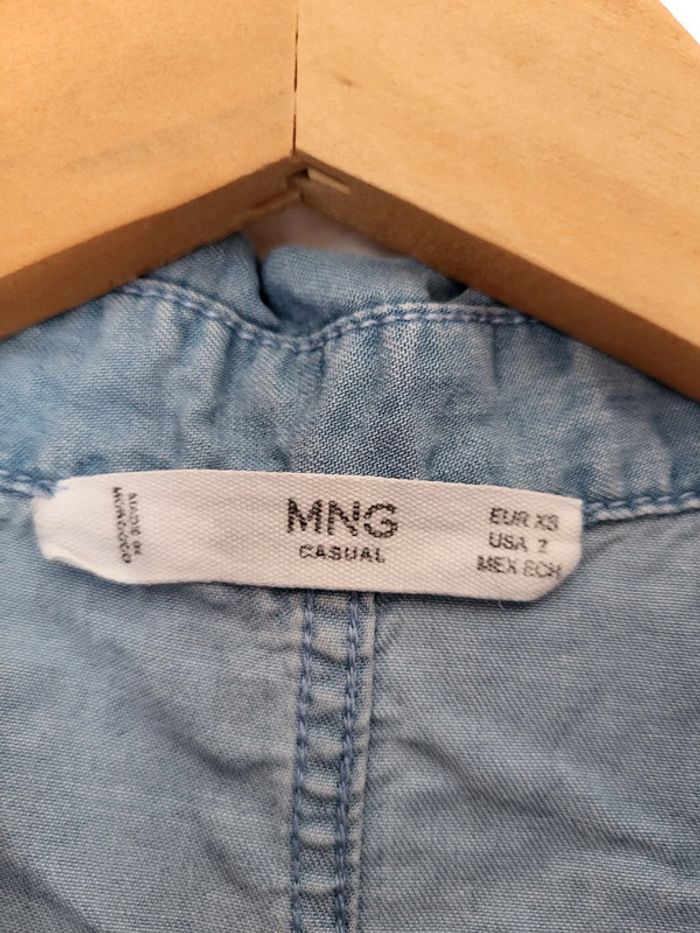 MADE IN
MOROCCO
MNG
CASUAL
EUR XS
USA 2
MEX ECH